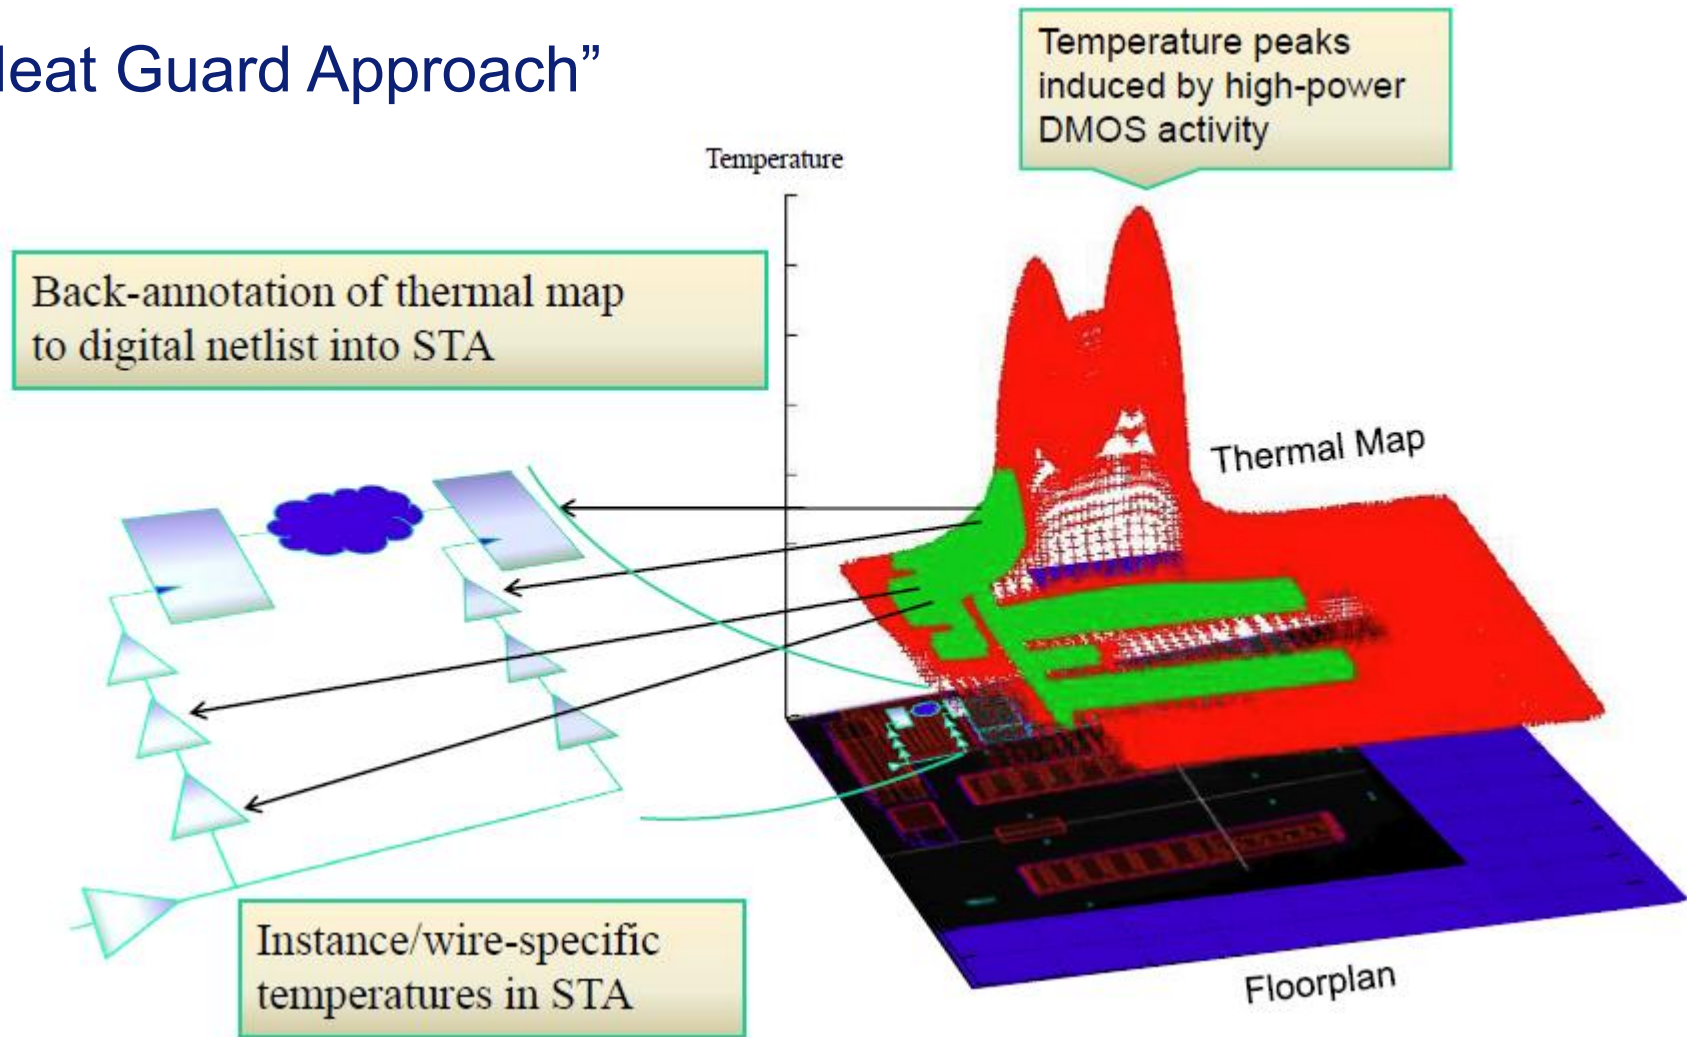 leat Guard Approach”
Temperature peaks
induced by high-power
DMOS activity
Temperature
Back-annotation of thermal map
to digital netlist into STA
Thermal Map
Instance/wire-specific
temperatures in STA
Floorplan